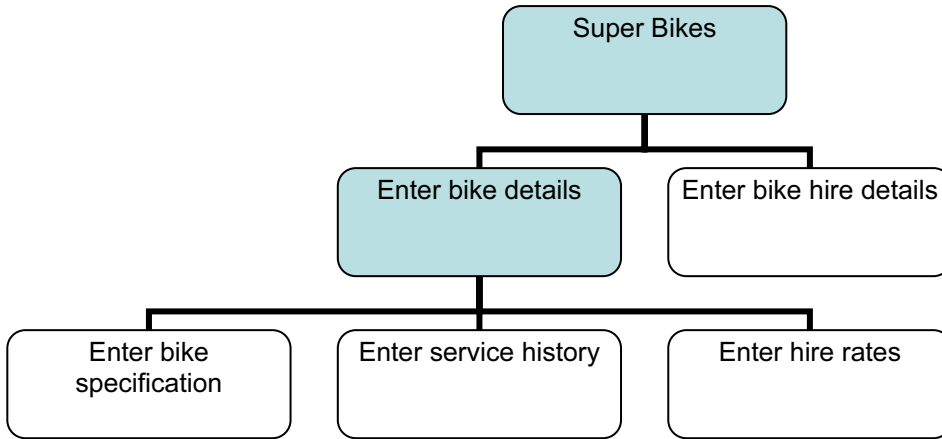 Super Bikes
Enter bike details
Enter bike hire details
Enter bike
specification
Enter service history
Enter hire rates